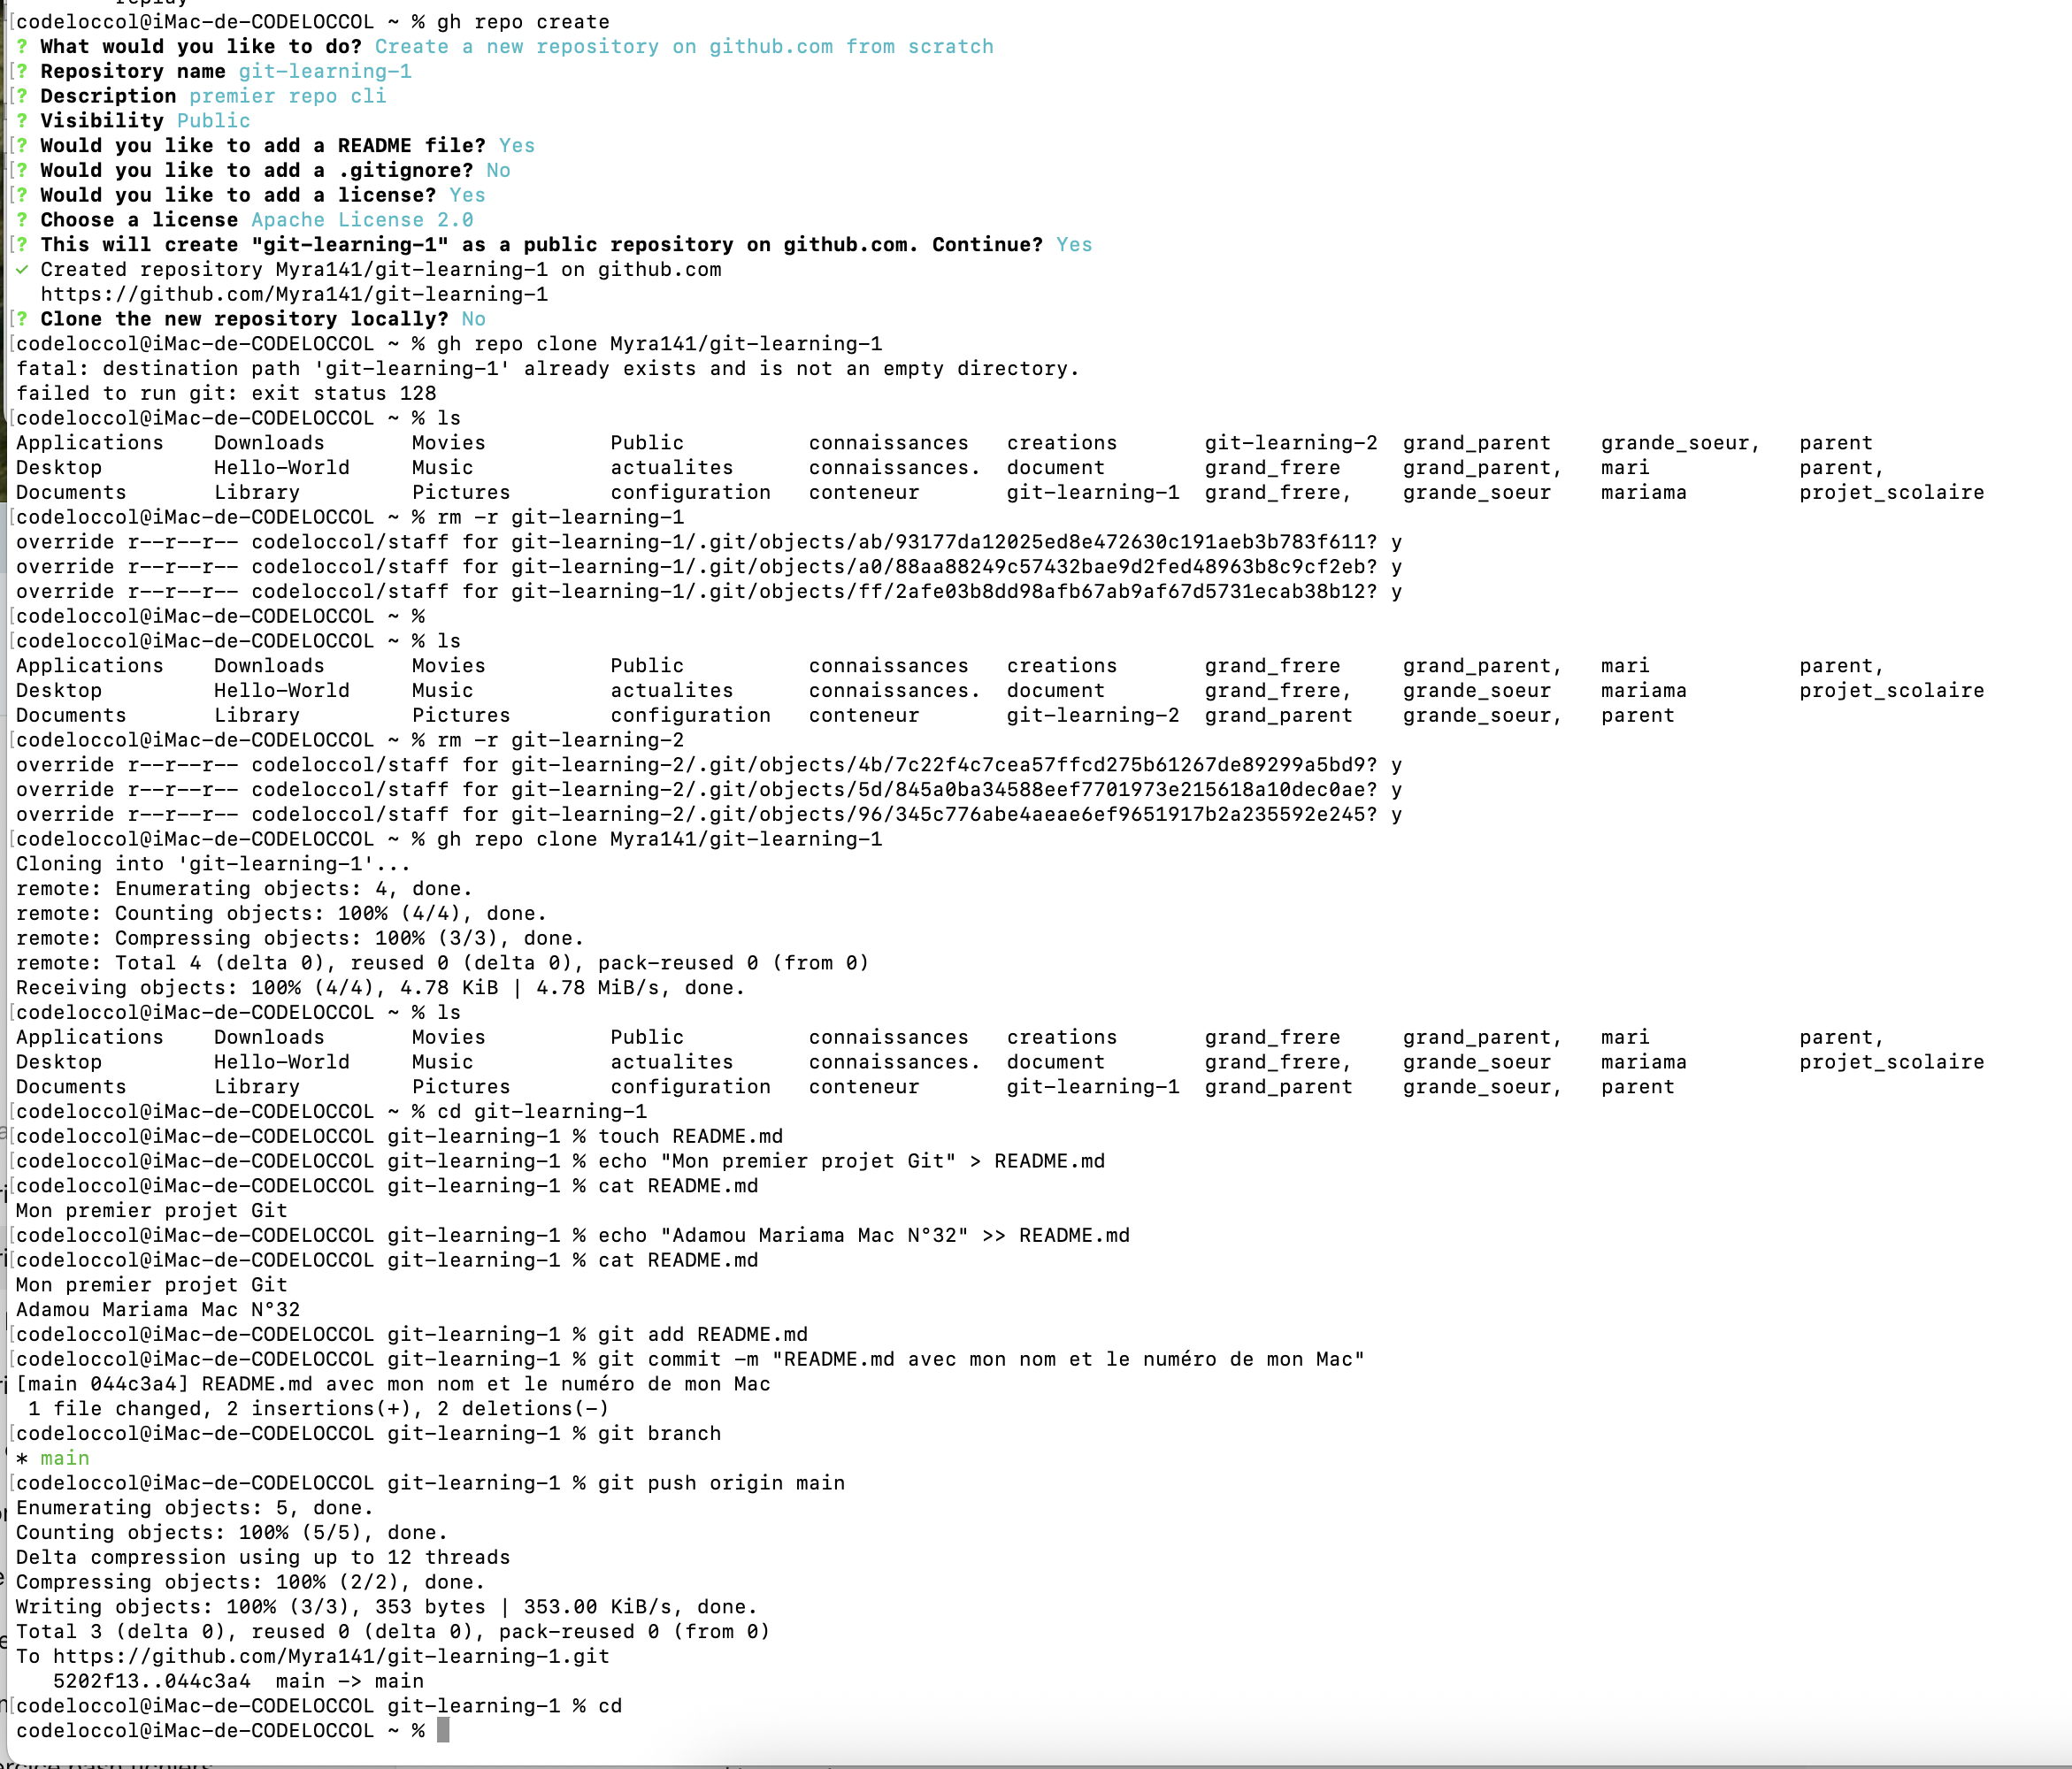 replay
codeloccol@iMac-de-CODELOCCOL ~ % gh repo create
? What would you like to do? Create a new repository on github.com from scratch
? Repository name git-learning-1
? Description premier repo cli
? Visibility Public
? Would you like to add a README file? Yes
? Would you like to add a .gitignore? No
? Would you like to add a license? Yes
? Choose a license Apache License 2.0
? This will create "git-learning-1" as a public repository on github.com. Continue? Yes
✓ Created repository Myra141/git-learning-1 on github.com
https://github.com/Myra141/git-learning-1
? Clone the new repository locally? No
codeloccol@iMac-de-CODELOCCOL ~ % gh repo clone Myra141/git-learning-1
fatal: destination path 'git-learning-1' already exists and is not an empty directory.
failed to run git: exit status 128
codeloccol@iMac-de-CODELOCCOL ~ % ls
Applications Downloads Movies Public connaissances creations git-learning-2 grand_parent grande_soeur, parent
Desktop Hello-World Music actualites connaissances. document grand_frere grand_parent, mari parent,
Documents Library Pictures configuration conteneur git-learning-1 grand_frere, grande_soeur mariama projet_scolaire
codeloccol@iMac-de-CODELOCCOL ~ % rm -r git-learning-1
override r--r--r-- codeloccol/staff for git-learning-1/.git/objects/ab/93177da12025ed8e472630c191aeb3b783f611? y
override r--r--r-- codeloccol/staff for git-learning-1/.git/objects/a0/88aa88249c57432bae9d2fed48963b8c9cf2eb? y
override r--r--r-- codeloccol/staff for git-learning-1/.git/objects/ff/2afe03b8dd98afb67ab9af67d5731ecab38b12? y
codeloccol@iMac-de-CODELOCCOL ~ %
codeloccol@iMac-de-CODELOCCOL ~ % ls
Applications Downloads Movies Public connaissances creations grand_frere grand_parent, mari parent,
Desktop Hello-World Music actualites connaissances. document grand_frere, grande_soeur mariama projet_scolaire
Documents Library Pictures configuration conteneur git-learning-2 grand_parent grande_soeur, parent
codeloccol@iMac-de-CODELOCCOL ~ % rm -r git-learning-2
override r--r--r-- codeloccol/staff for git-learning-2/.git/objects/4b/7c22f4c7cea57ffcd275b61267de89299a5bd9? y
override r--r--r-- codeloccol/staff for git-learning-2/.git/objects/5d/845a0ba34588eef7701973e215618a10dec0ae? y
override r--r--r-- codeloccol/staff for git-learning-2/.git/objects/96/345c776abe4aeae6ef9651917b2a235592e245? y
codeloccol@iMac-de-CODELOCCOL ~ % gh repo clone Myra141/git-learning-1
Cloning into 'git-learning-1'...
remote: Enumerating objects: 4, done.
remote: Counting objects: 100% (4/4), done.
remote: Compressing objects: 100% (3/3), done.
remote: Total 4 (delta 0), reused 0 (delta 0), pack-reused 0 (from 0)
Receiving objects: 100% (4/4), 4.78 KiB | 4.78 MiB/s, done.
codeloccol@iMac-de-CODELOCCOL ~ % ls
Applications Downloads Movies Public connaissances creations grand_frere grand_parent, mari parent,
Desktop Hello-World Music actualites connaissances. document grand_frere, grande_soeur mariama projet_scolaire
Documents Library Pictures configuration conteneur git-learning-1 grand_parent grande_soeur, parent
codeloccol@iMac-de-CODELOCCOL ~ % cd git-learning-1
codeloccol@iMac-de-CODELOCCOL git-learning-1 % touch README.md
codeloccol@iMac-de-CODELOCCOL git-learning-1 % echo "Mon premier projet Git" > README.md
codeloccol@iMac-de-CODELOCCOL git-learning-1 % cat README.md
Mon premier projet Git
codeloccol@iMac-de-CODELOCCOL git-learning-1 % echo "Adamou Mariama Mac N°32" >> README.md
codeloccol@iMac-de-CODELOCCOL git-learning-1 % cat README.md
Mon premier projet Git
Adamou Mariama Mac N°32
codeloccol@iMac-de-CODELOCCOL git-learning-1 % git add README.md
codeloccol@iMac-de-CODELOCCOL git-learning-1 % git commit -m "README.md avec mon nom et le numéro de mon Mac"
[main 044c3a4] README.md avec mon nom et le numéro de mon Mac
1 file changed, 2 insertions(+), 2 deletions(-)
codeloccol@iMac-de-CODELOCCOL git-learning-1 % git branch
* main
codeloccol@iMac-de-CODELOCCOL git-learning-1 % git push origin main
Enumerating objects: 5, done.
Counting objects: 100% (5/5), done.
Delta compression using up to 12 threads
Compressing objects: 100% (2/2), done.
Writing objects: 100% (3/3), 353 bytes | 353.00 KiB/s, done.
Total 3 (delta 0), reused 0 (delta 0), pack-reused 0 (from 0)
To https://github.com/Myra141/git-learning-1.git
5202f13..044c3a4 main -> main
codeloccol@iMac-de-CODELOCCOL git-learning-1 % cd
codeloccol@iMac-de-CODELOCCOL ~ %